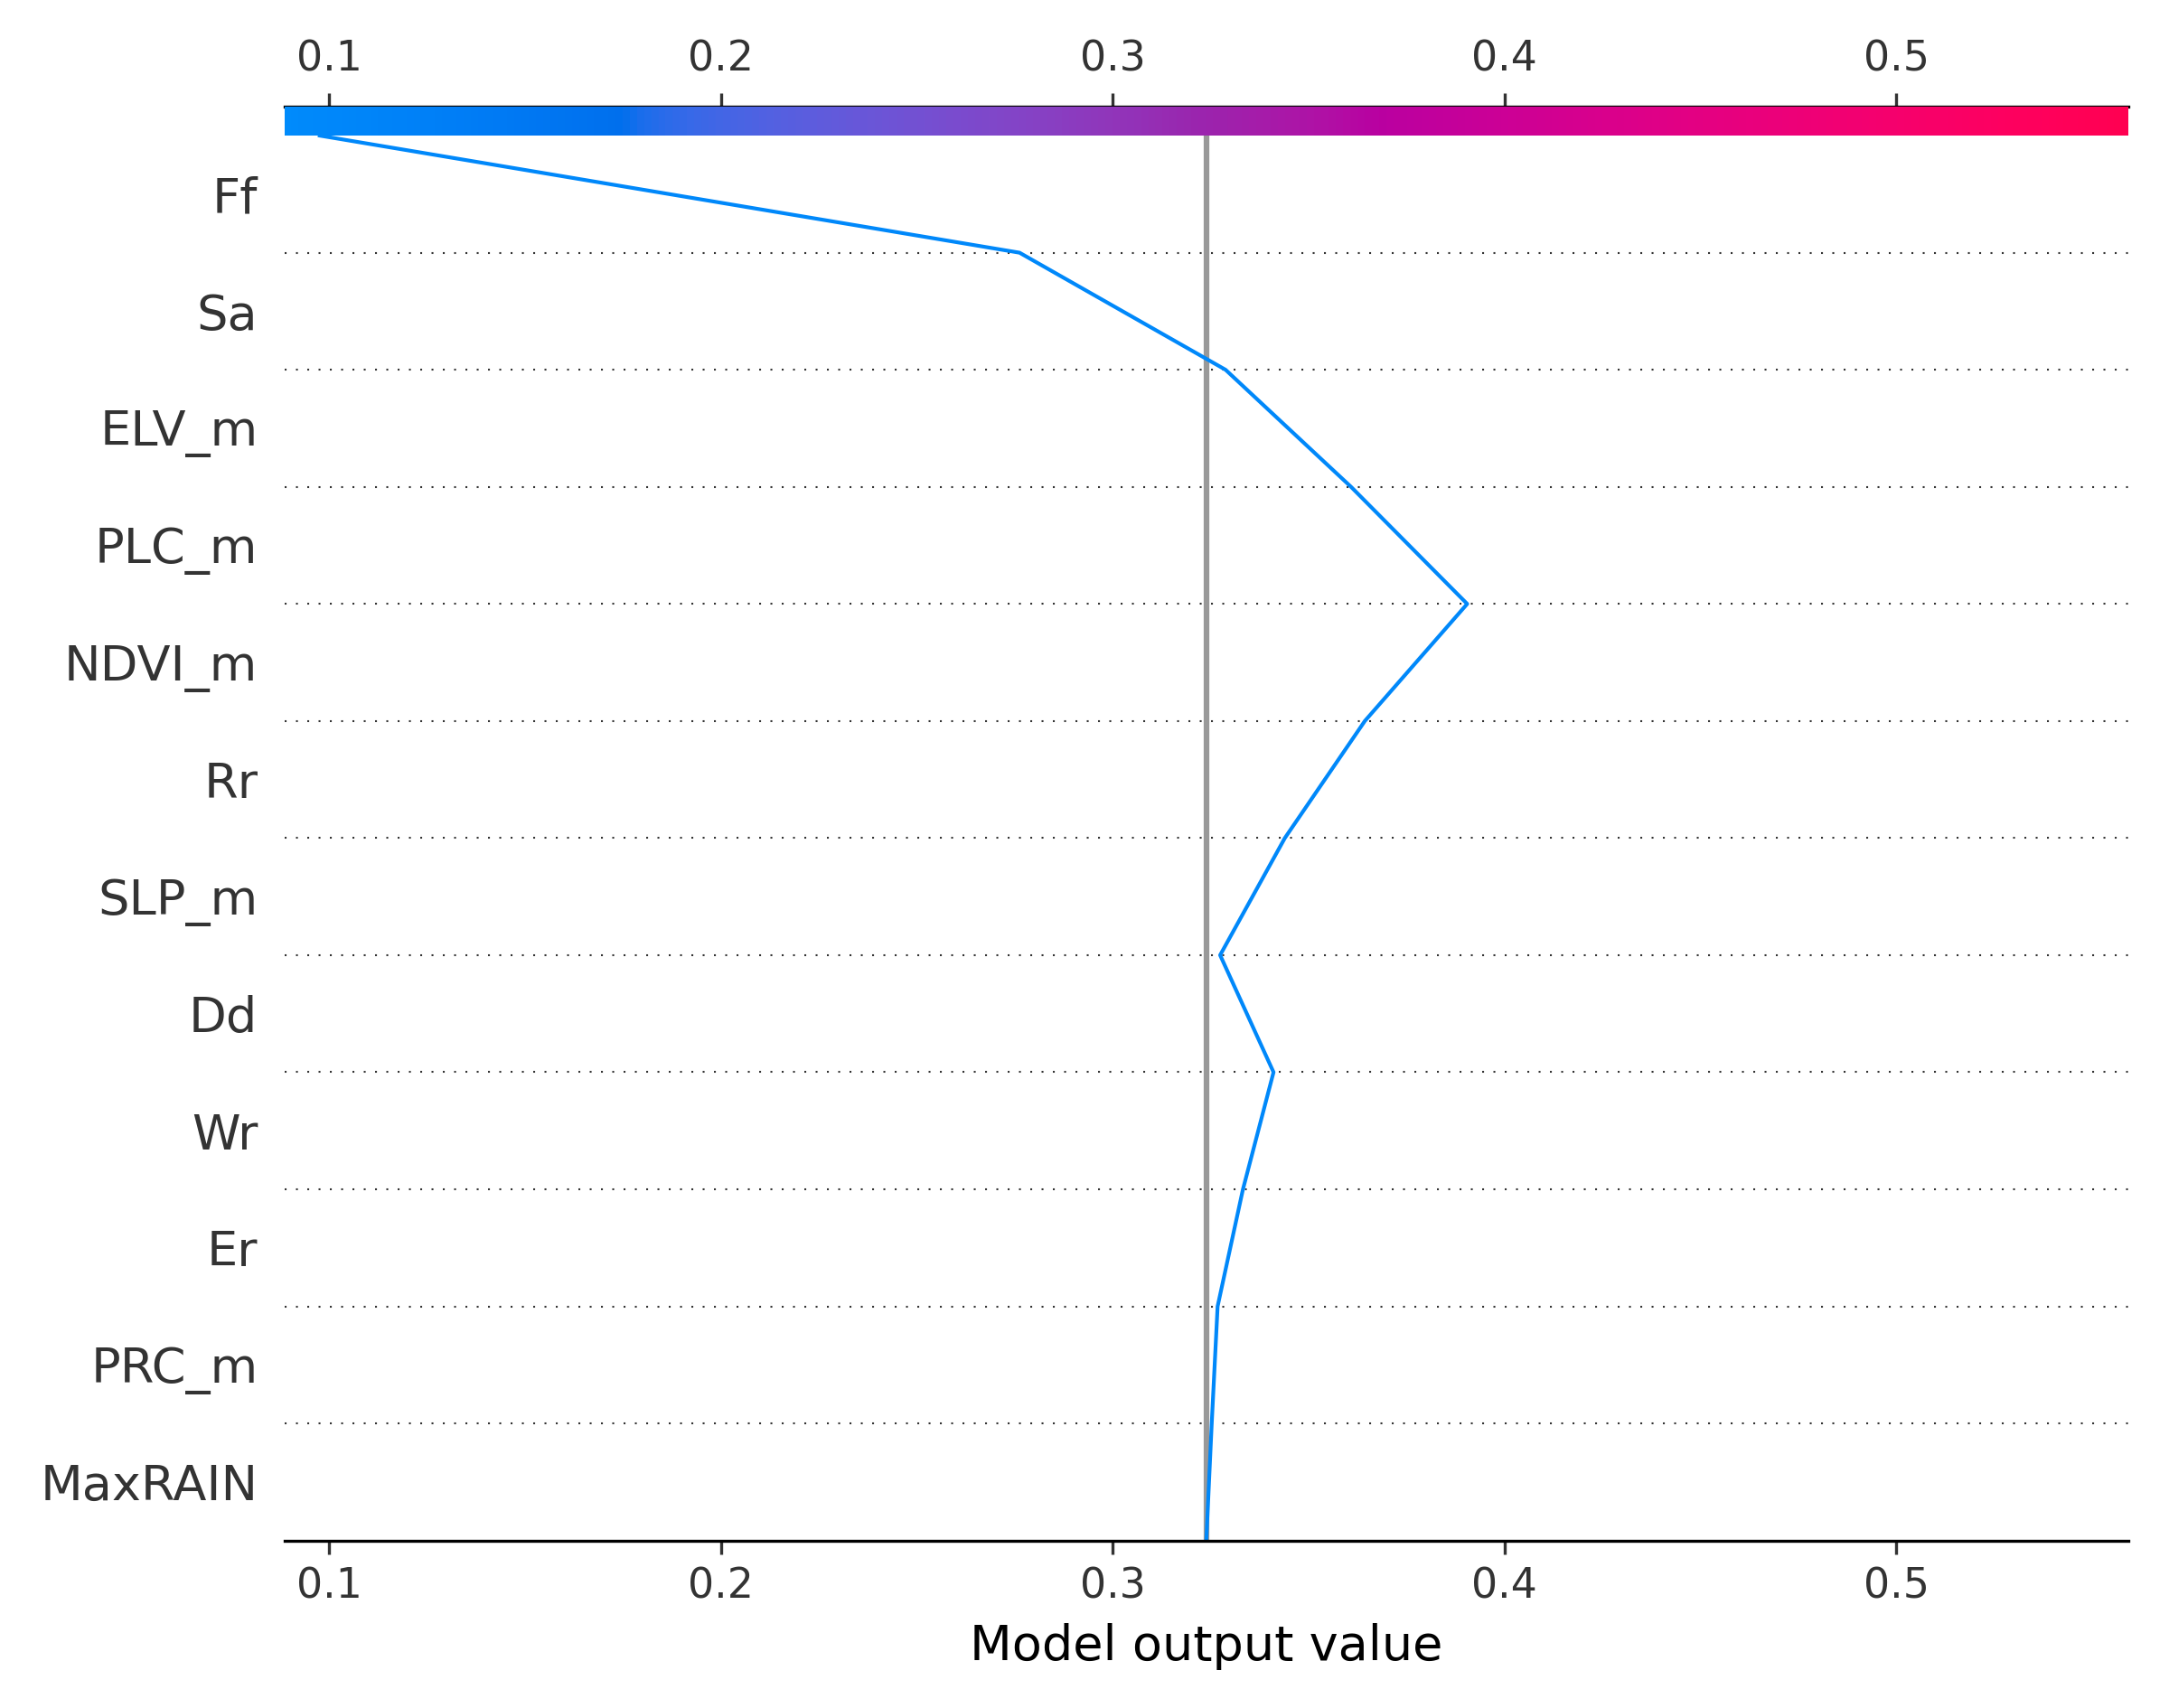 0.1 0.2 0.3 0.4 0.5
Ff
Sa
ELV_m
PLC_m
NDVI_m
Rr
SLP_m
Dd
Wr
Er
PRC_m
MaxRAIN
0.1 0.2 0.3 0.4 0.5
Model output value